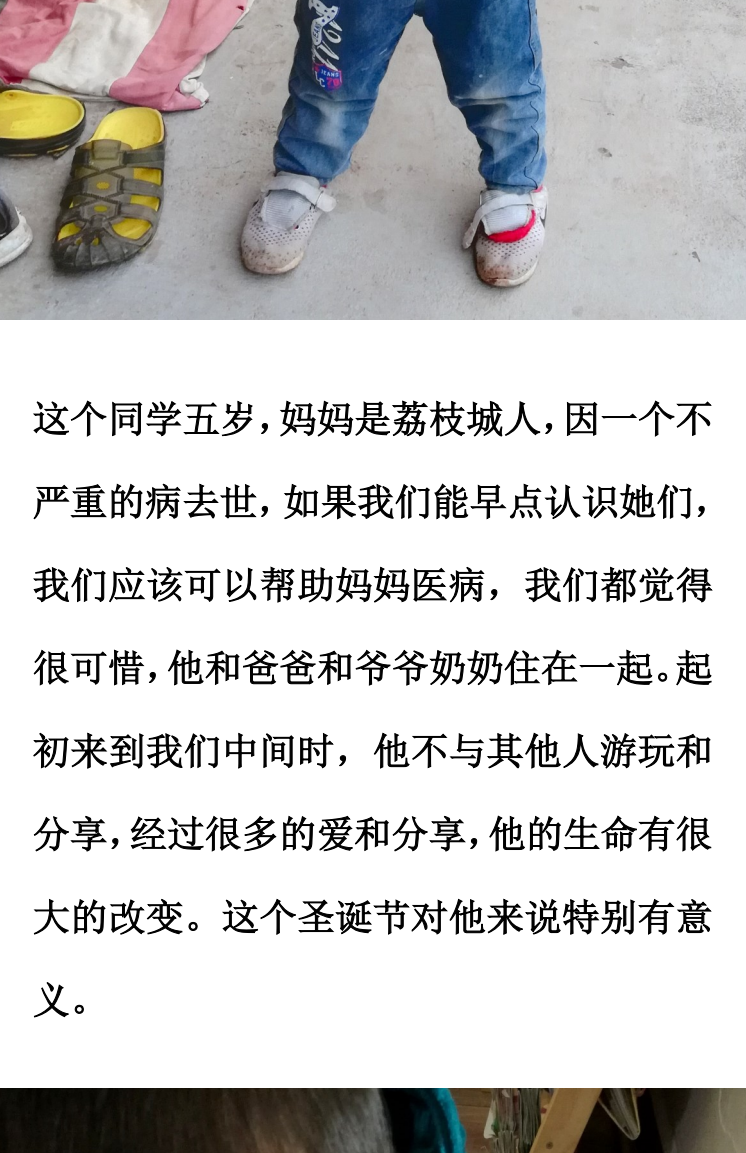 JEANS
这个同学五岁，妈妈是荔枝城人，因一个不
严重的病去世，如果我们能早点认识她们，
我们应该可以帮助妈妈医病，我们都觉得
很可惜，他和爸爸和爷爷奶奶住在一起。起
初来到我们中间时，他不与其他人游玩和
分享，经过很多的爱和分享，他的生命有很
大的改变。这个圣诞节对他来说特别有意
义。